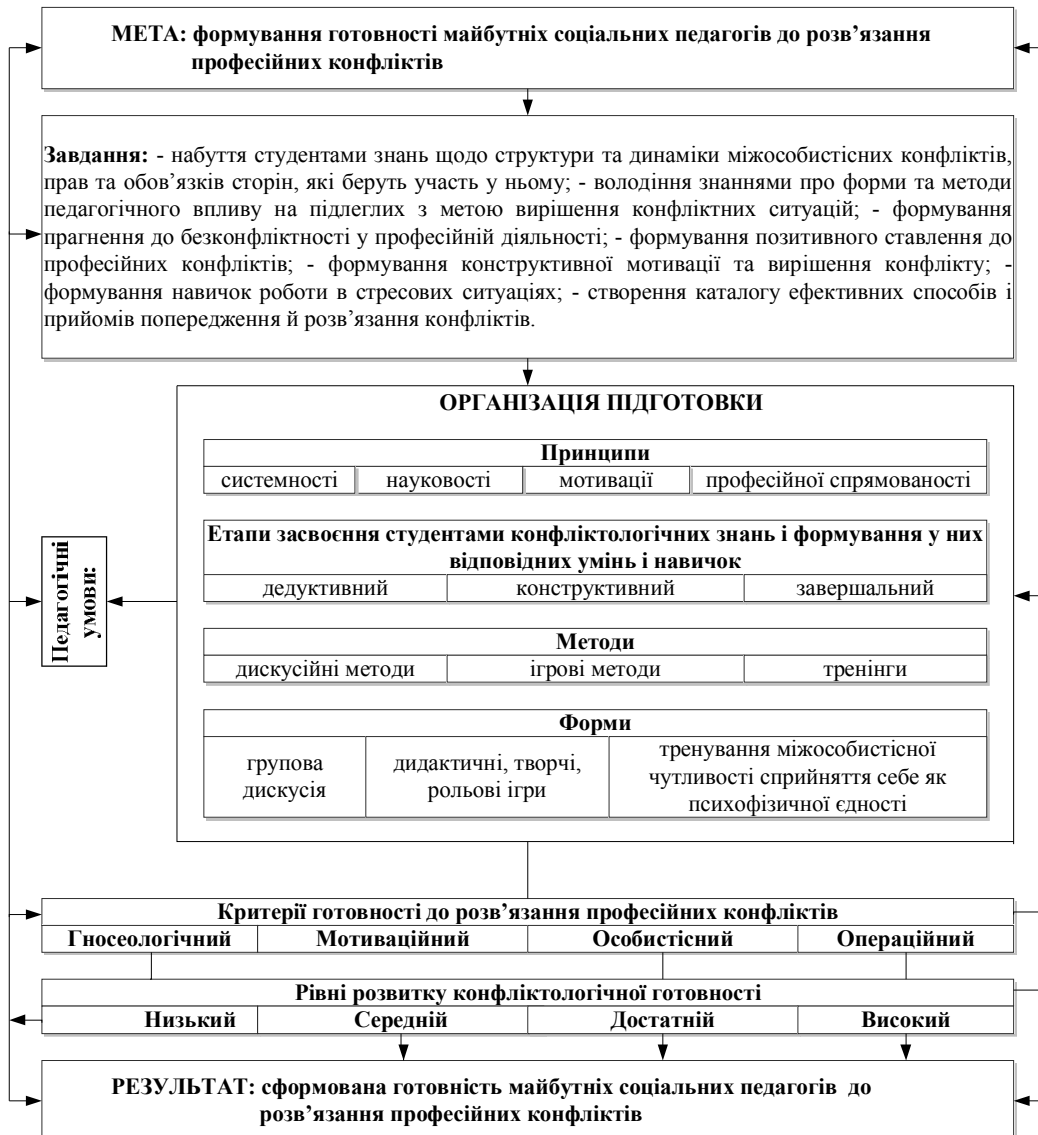 МЕТА: формування готовності майбутніх соціальних педагогів до розв'язання
професійних конфліктів
Завдання: - набуття студентами знань щодо структури та динаміки міжособистісних конфліктів,
прав та обов'язків сторін, які беруть участь у ньому; - володіння знаннями про форми та методи
педагогічного впливу на підлеглих з метою вирішення конфліктних ситуацій; - формування
прагнення до безконфліктності у професійній діяльності; - формування позитивного ставлення до
професійних конфліктів; - формування конструктивної мотивації та вирішення конфлікту; -
формування навичок роботи в стресових ситуаціях; - створення каталогу ефективних способів і
прийомів попередження й розв'язання конфліктів.
ОРГАНІЗАЦІЯ ПІДГОТОВКИ
Принципи
системності науковості мотивації професійної спрямованості
Етапи засвоєння студентами конфліктологічних знань і формування у них
відповідних умінь і навичок
дедуктивний конструктивний завершальний
Педагогічні
умови:
Методи
дискусійні методи ігрові методи тренінги
Форми
групова
дискусія
дидактичні, творчі,
рольові ігри
тренування міжособистісної
чутливості сприйняття себе як
психофізичної єдності
Критерії готовності до розв'язання професійних конфліктів
Гносеологічний Мотиваційний Особистісний Операційний
Рівні розвитку конфліктологічної готовності
Низький Середній Достатній Високий
РЕЗУЛЬТАТ: сформована готовність майбутніх соціальних педагогів до
розв'язання професійних конфліктів